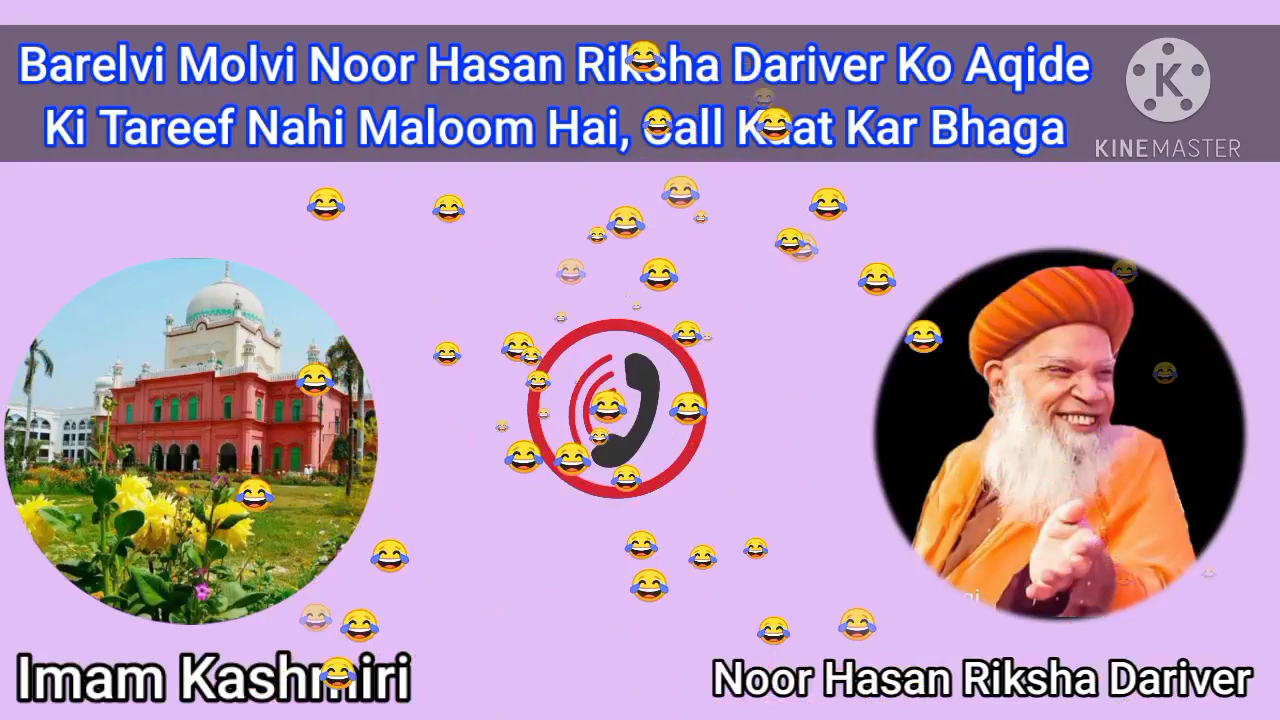 Barelvi Molvi Noor Hasan Riksha Dariver Ko Aqide
Ki Tareef Nahi Maloom Hai, Call Kaat Kar Bhaga
K
KINEMASTER
Imam Kashmiri
Noor Hasan Riksha Dariver